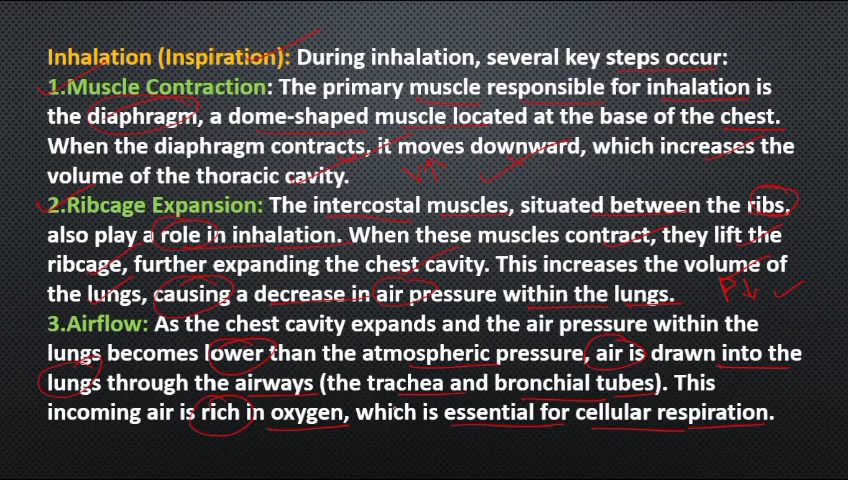 Inhalation (Inspiration): During inhalation, several key steps occur:
1.Muscle Contraction: The primary muscle responsible for inhalation is
the diaphragm, a dome-shaped muscle located at the base of the chest.
When the diaphragm contracts, it moves downward, which increases the
volume of the thoracic cavity.
2.Ribcage Expansion: The intercostal muscles, situated between the ribs,
also play a role in inhalation. When these muscles contract, they lift the
ribcage, further expanding the chest cavity. This increases the volume of
the lungs, causing a decrease in air pressure within the lungs.
P↓
3.Airflow: As the chest cavity expands and the air pressure within the
lungs becomes lower than the atmospheric pressure, air is drawn into the
lungs through the airways (the trachea and bronchial tubes). This
incoming air is rich in oxygen, which is essential for cellular respiration.